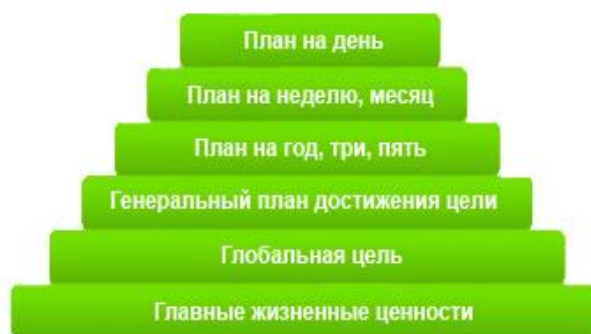 План на день
План на неделю, месяц
План на год, три, пять
Генеральный план достижения цели
Глобальная цель
Главные жизненные ценности